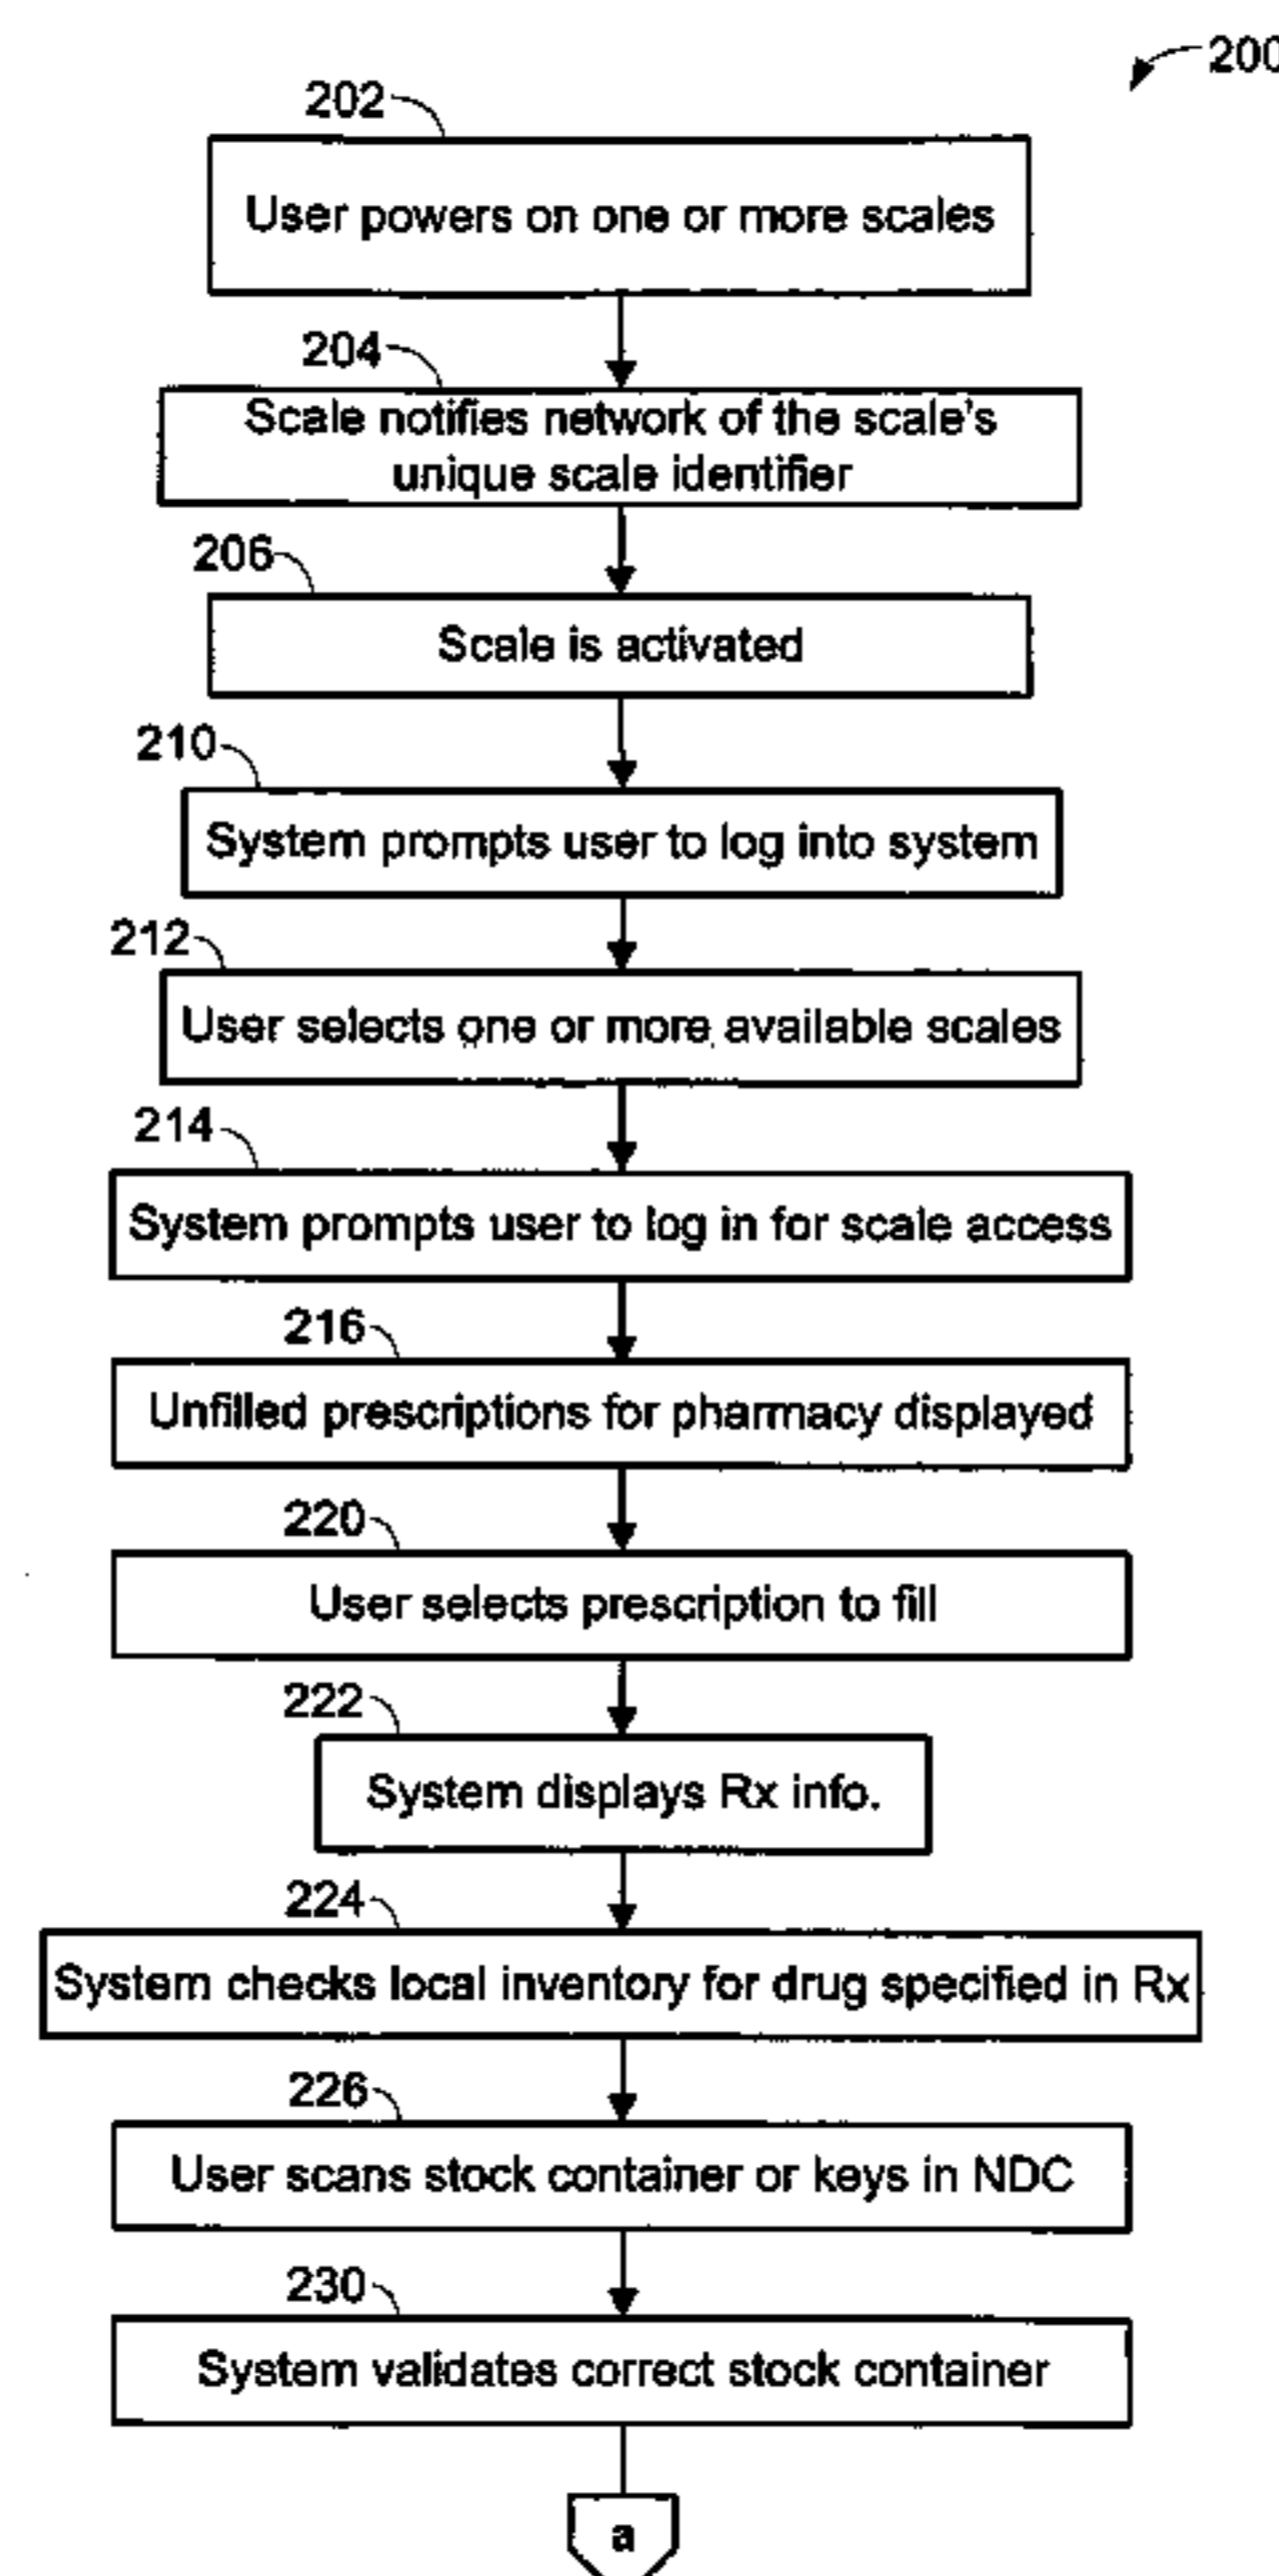 200
202
User powers on one or more scales
204
Scale notifies network of the scale's
unique scale identifier
206
Scale is activated
210
System prompts user to log into system
212
User selects one or more available scales
214
System prompts user to log in for scale access
216
Unfilled prescriptions for pharmacy displayed
220
User selects prescription to fill
222
System displays Rx info.
224
System checks local inventory for drug specified in Rx
226
User scans stock container or keys in NDC
230
System validates correct stock container
a